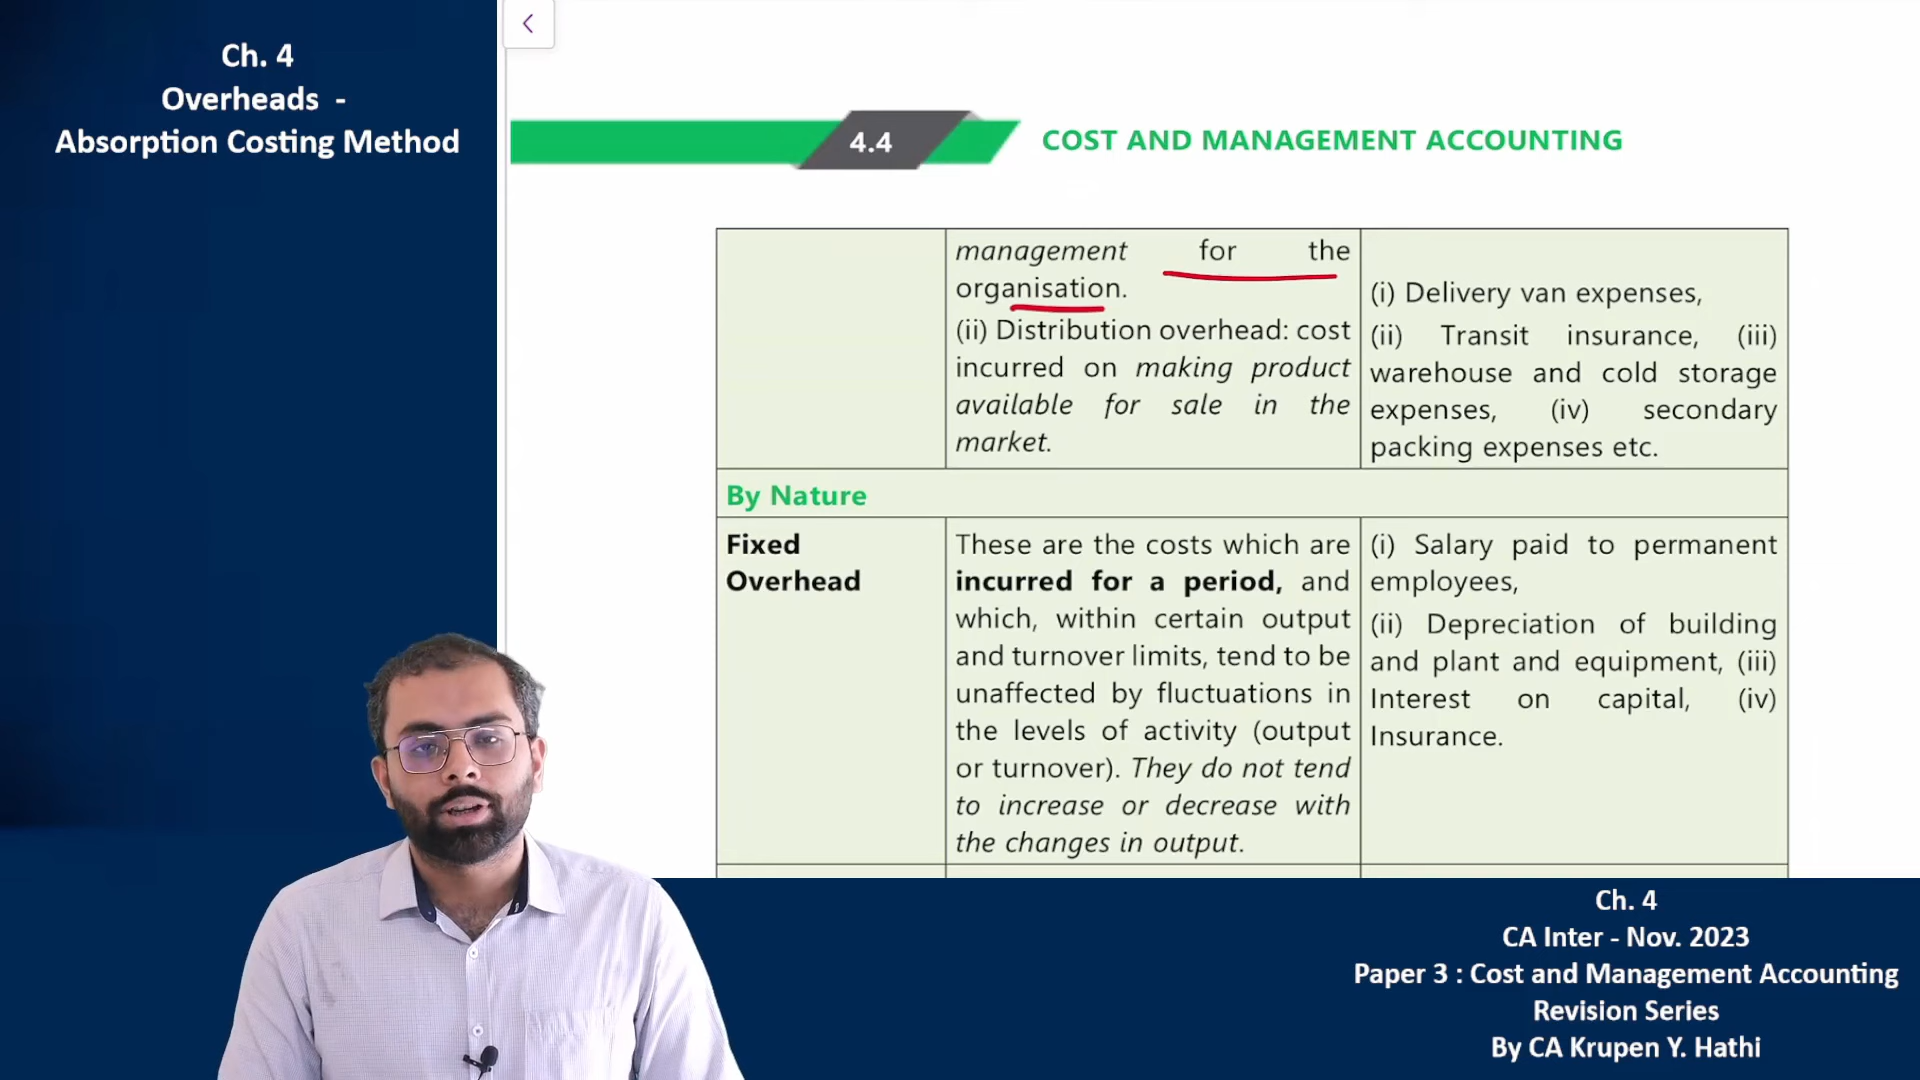 Ch. 4
Overheads -
Absorption Costing Method
4.4
COST AND MANAGEMENT ACCOUNTING
management for the
organisation.
(ii) Distribution overhead: cost
incurred on making product
available for sale in the
market.
(i) Delivery van expenses,
(ii) Transit insurance, (iii)
warehouse and cold storage
expenses, (iv) secondary
packing expenses etc.
By Nature
Fixed
Overhead
These are the costs which are
incurred for a period, and
which, within certain output
and turnover limits, tend to be
unaffected by fluctuations in
the levels of activity (output
or turnover). They do not tend
to increase or decrease with
the changes in output.
(i) Salary paid to permanent
employees,
(ii) Depreciation of building
and plant and equipment, (iii)
Interest on capital, (iv)
Insurance.
Ch. 4
CA Inter - Nov. 2023
Paper 3 : Cost and Management Accounting
Revision Series
By CA Krupen Y. Hathi